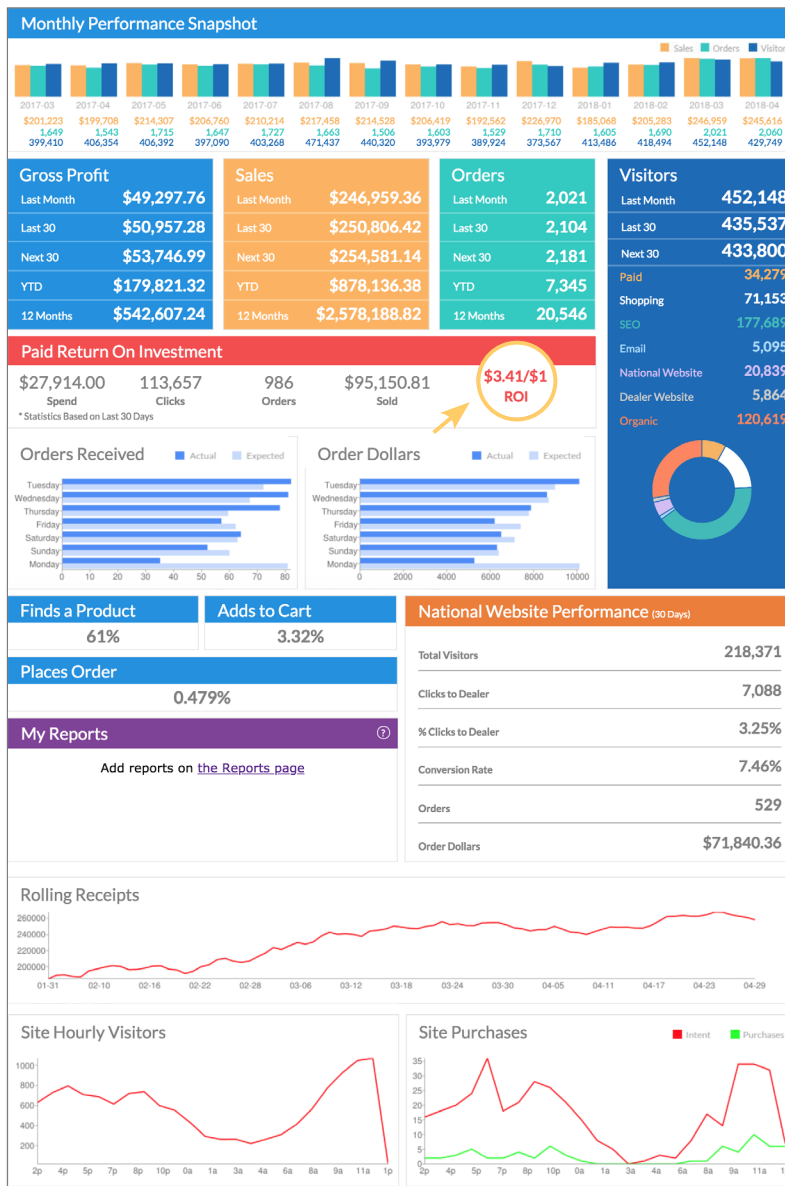 Monthly Performance Snapshot
Sales Orders Visitor
2017-03 2017-04 2017-05 2017-06 2017-07 2017-08 2017-09 2017-10 2017-11 2017-12 2018-01 2018-02 2018-03 2018-04
$201,223 $199,708 $214,307 $206,760 $210,214 $217,458 $214,528 $206,419 $192,562 $226,970 $185,068 $205,283 $246,959 $245,616
1,649 1,543 1,715 1,647 1,727 1,663 1,506 1,603 1,529 1,710 1,605 1,690 2,021 2,060
399,410 406,354 406,392 397,090 403,268 471,437 440,320 393,979 389,924 373,567 413,486 418,494 452,148 429,749
Gross Profit
Last Month $49,297.76
Last 30 $50,957.28
Next 30 $53,746.99
YTD $179,821.32
12 Months $542,607.24
Sales
Last Month $246,959.36
Last 30 $250,806.42
Next 30 $254,581.14
YTD $878,136.38
12 Months $2,578,188.82
Orders
Last Month 2,021
Last 30 2,104
Next 30 2,181
YTD 7,345
12 Months 20,546
Visitors
Last Month 452,148
Last 30 435,537
Next 30 433,800
Paid 34,279
Shopping 71,153
SEO 177,689
Email 5,095
National Website 20,839
Dealer Website 5,864
Organic 120,619
Paid Return On Investment
$27,914.00 113,657 986 $95,150.81
Spend Clicks Orders Sold
* Statistics Based on Last 30 Days
$3.41/$1
ROI
Orders Received Actual Expected
Tuesday
Wednesday
Thursday
Friday
Saturday
Sunday
Monday
0 10 20 30 40 50 60 70 80
Order Dollars Actual Expected
Tuesday
Wednesday
Thursday
Friday
Saturday
Sunday
Monday
0 2000 4000 6000 8000 10000
Finds a Product
61%
Adds to Cart
3.32%
Places Order
0.479%
My Reports ?
Add reports on the Reports page
National Website Performance (30 Days)
Total Visitors 218,371
Clicks to Dealer 7,088
% Clicks to Dealer 3.25%
Conversion Rate 7.46%
Orders 529
Order Dollars $71,840.36
Rolling Receipts
260000
240000
220000
200000
01-31 02-10 02-16 02-22 02-28 03-06 03-12 03-18 03-24 03-30 04-05 04-11 04-17 04-23 04-29
Site Hourly Visitors
1000
800
600
400
200
2p 4p 5p 7p 8p 10p 0a 1a 3a 4a 6a 8a 9a 11a 1p
Site Purchases Intent Purchases
35
30
25
20
15
10
5
0
2p 4p 5p 7p 8p 10p 0a 1a 3a 4a 6a 8a 9a 11a